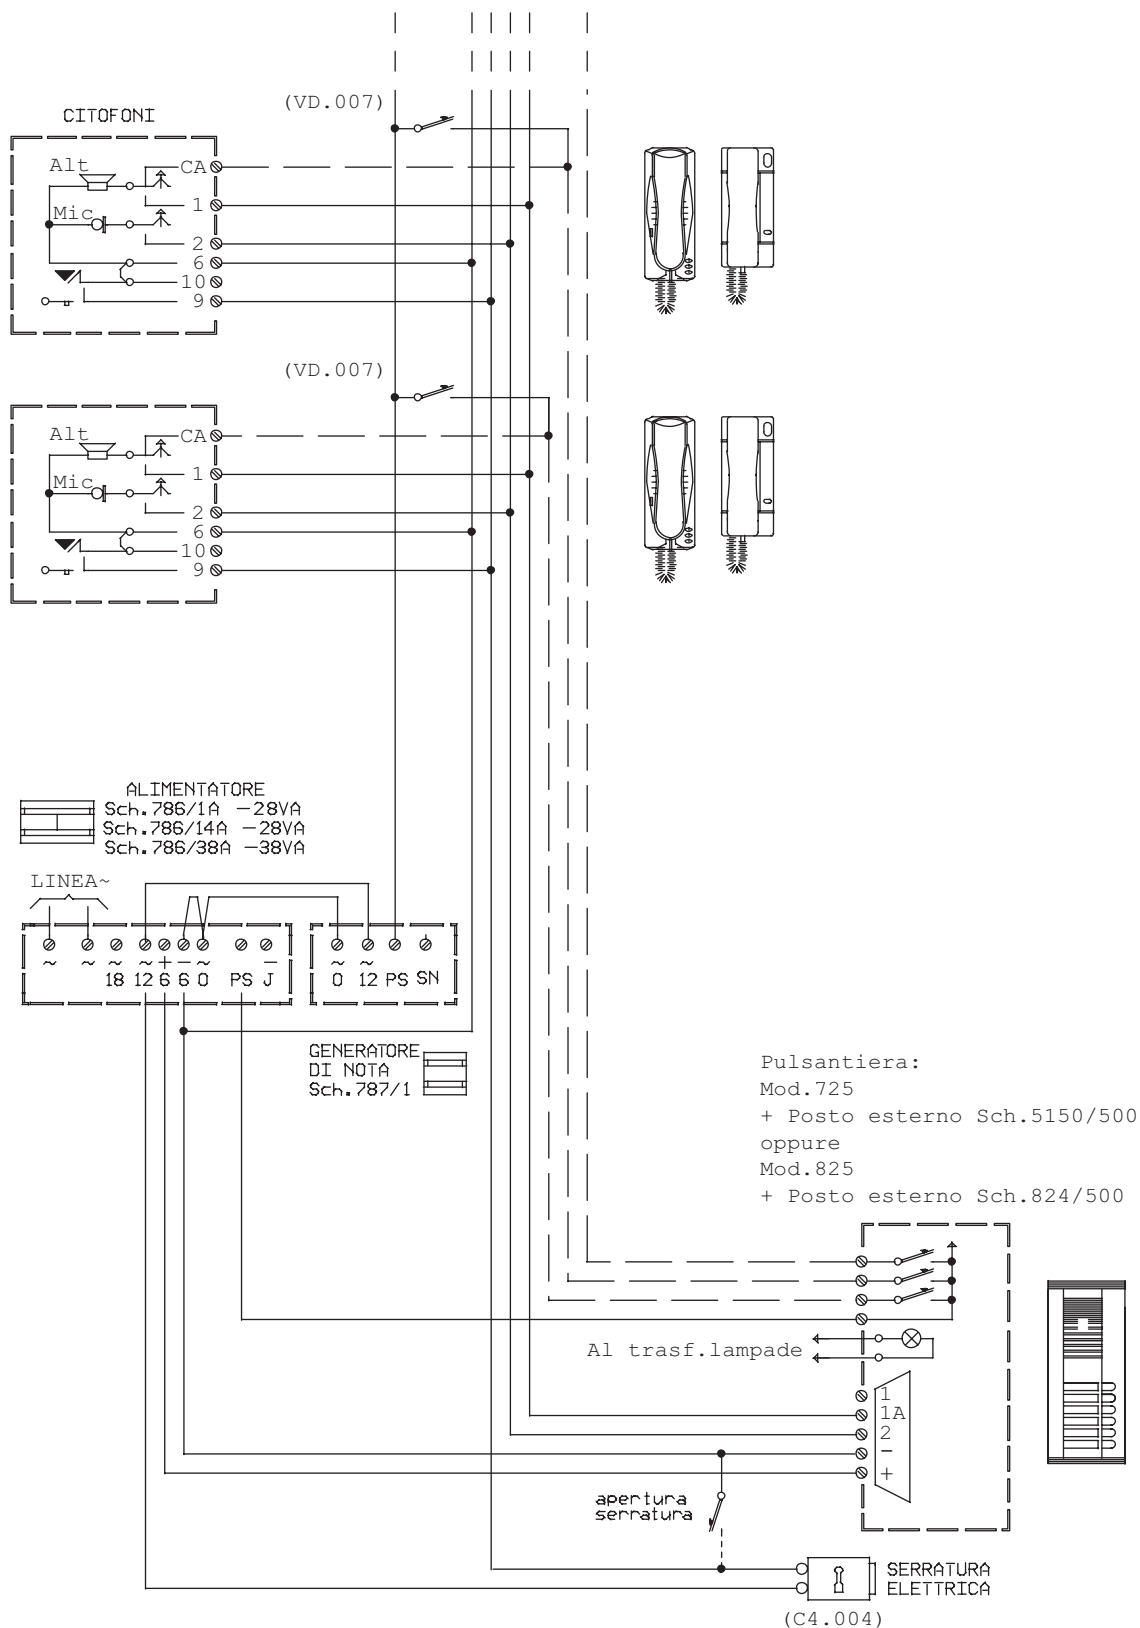 (VD.007)
CITOFONI
Alt
CA
1
Mic
2
6
10
9
(VD.007)
Alt
CA
1
Mic
2
6
10
9
ALIMENTATORE
Sch.786/1A -28VA
Sch.786/14A -28VA
Sch.786/38A -38VA
LINEA~
~ ~ ~ ~ + - ~ -
18 12 6 6 0 PS J
~ ~
0 12 PS SN
GENERATORE
DI NOTA
Sch.787/1
Pulsantiera:
Mod.725
+ Posto esterno Sch.5150/500
oppure
Mod.825
+ Posto esterno Sch.824/500
Al trasf.lampade
1
1A
2
-
+
apertura
serratura
SERRATURA
ELETTRICA
(C4.004)